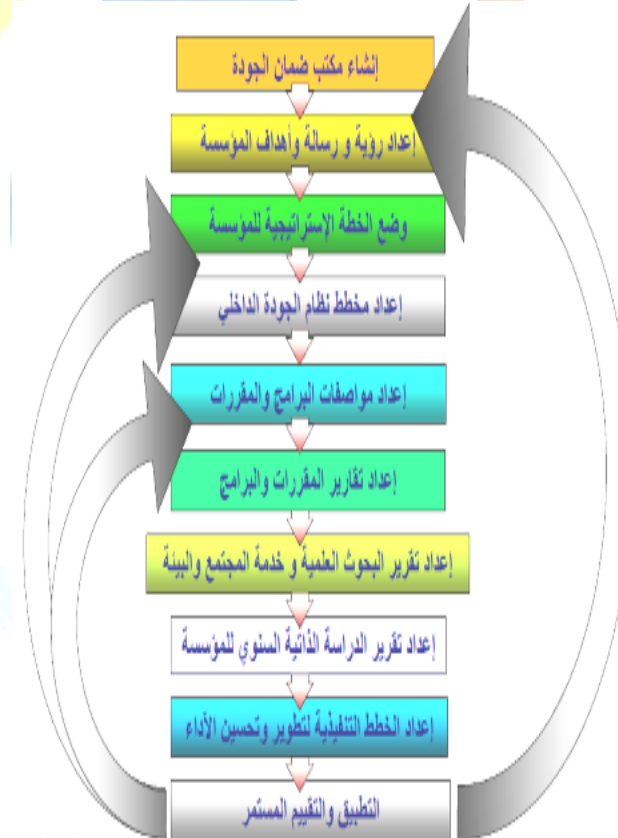 إنشاء مكتب ضمان الجودة
إعداد رؤية و رسالة وأهداف المؤسسة
وضع الخطة الإستراتيجية للمؤسسة
إعداد مخطط نظام الجودة الداخلي
إعداد مواصفات البرامج والمقررات
إعداد تقارير المقررات والبرامج
إعداد تقرير البحوث العلمية و خدمة المجتمع والبيئة
إعداد تقرير الدراسة الذاتية السنوي للمؤسسة
إعداد الخطط التنفيذية لتطوير وتحسين الأداء
التطبيق والتقييم المستمر